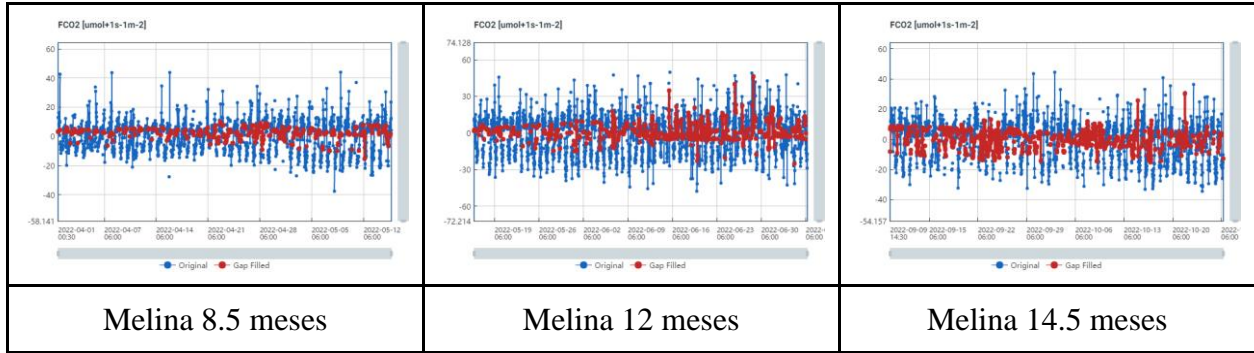 FCO2 [umol+1s-1m-2]
60
40
20
0
-20
-40
-58.141
2022-04-01 2022-04-07 2022-04-14 2022-04-21 2022-04-28 2022-05-05 2022-05-12
00:30 06:00 06:00 06:00 06:00 06:00 06:00
Original Gap Filled
FCO2 [umol+1s-1m-2]
74.128
60
30
0
-30
-60
-72.214
2022-05-19 2022-05-26 2022-06-02 2022-06-09 2022-06-16 2022-06-23 2022-06-30 2022-
06:00 06:00 06:00 06:00 06:00 06:00 06:00 06:00
Original Gap Filled
FCO2 [umol+1s-1m-2]
60
40
20
0
-20
-40
-54.157
2022-09-09 2022-09-15 2022-09-22 2022-09-29 2022-10-06 2022-10-13 2022-10-20 2022-
14:30 06:00 06:00 06:00 06:00 06:00 06:00 06:00
Original Gap Filled
Melina 8.5 meses
Melina 12 meses
Melina 14.5 meses